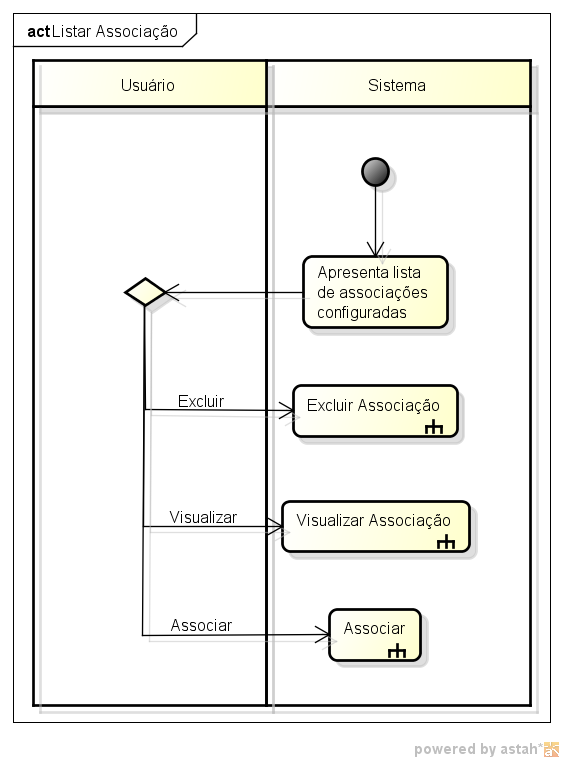 act Listar Associação
Usuário
Sistema
Apresenta lista
de associações
configuradas
Excluir
Excluir Associação
Visualizar
Visualizar Associação
Associar
Associar
powered by astah*